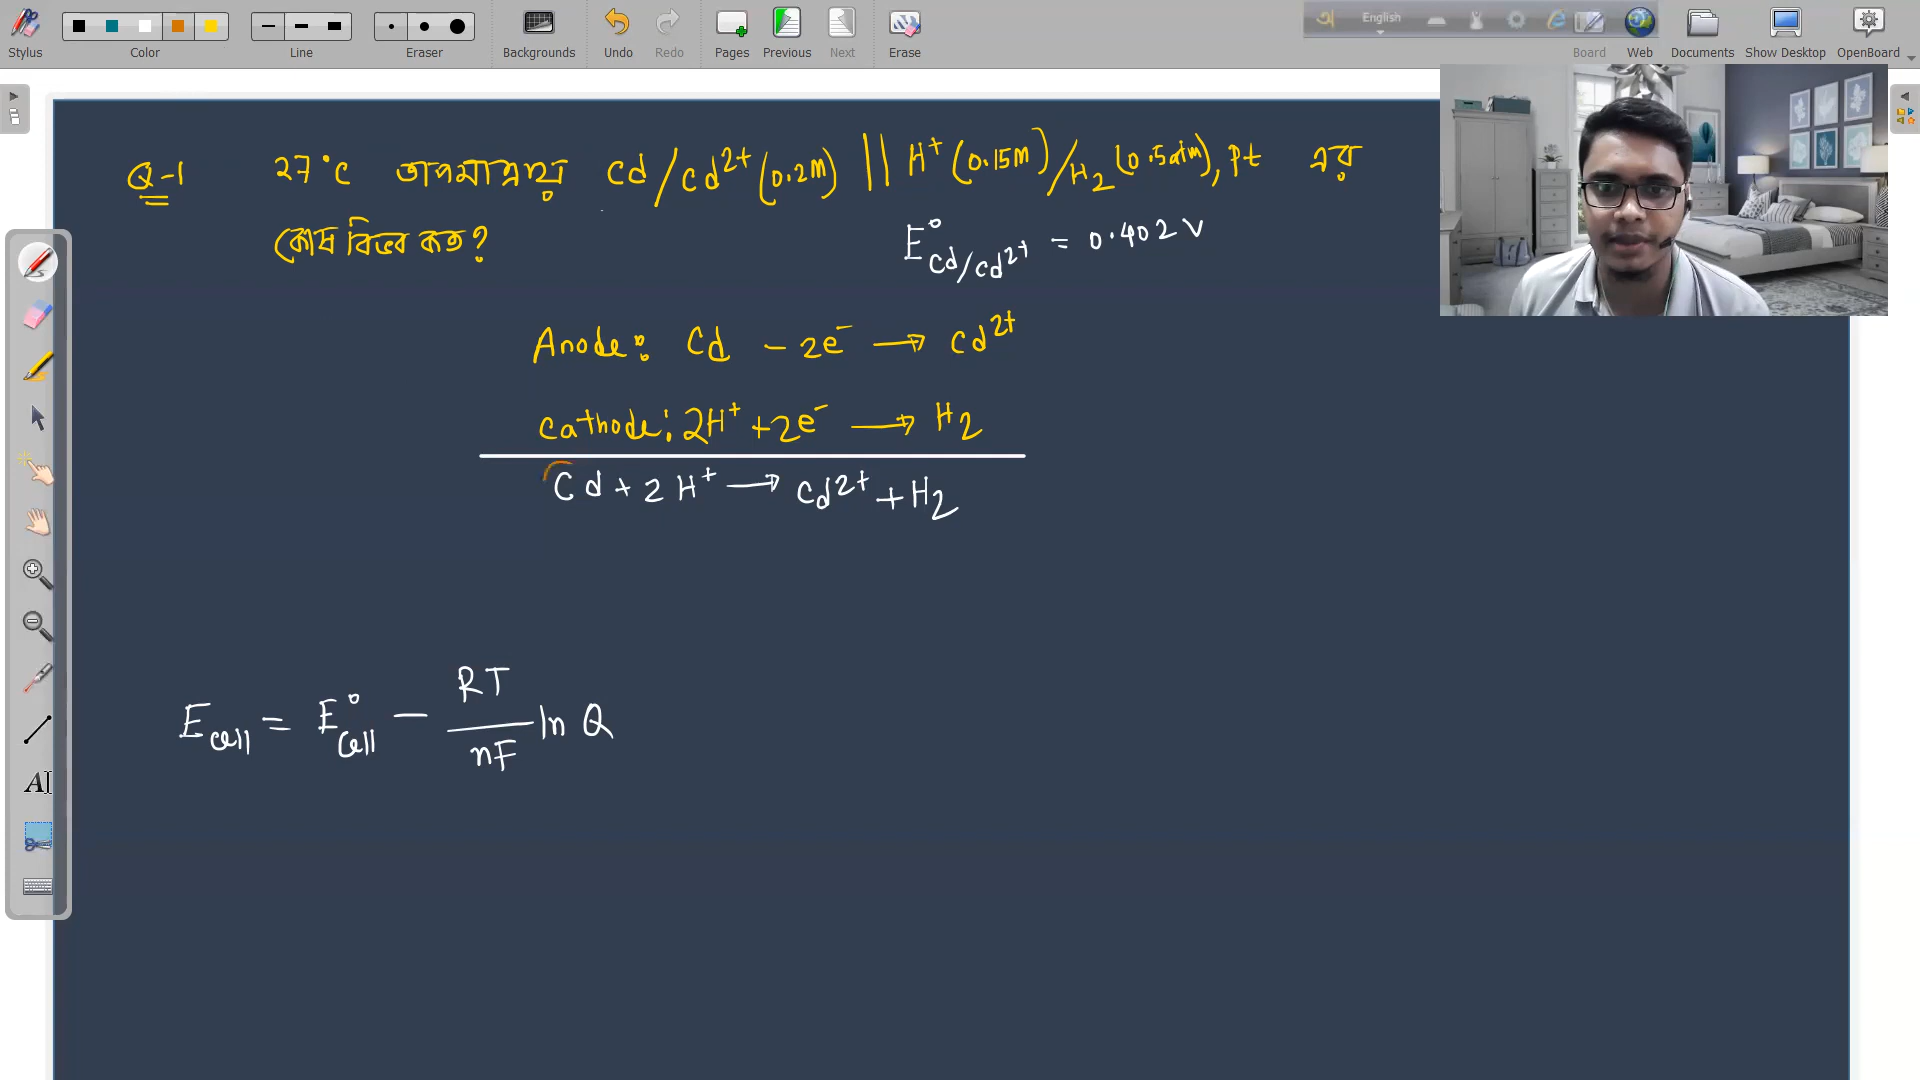 Stylus Color Line Eraser Backgrounds Undo Redo Pages Previous Next Erase Board Web Documents Show Desktop OpenBoard
English
Q-1 27°C তাপমাত্রায় Cd/Cd²⁺(0.2M) || H⁺(0.15M)/H₂(0.5atm), Pt এর
কোষ বিভব কত?
E°Cd/Cd²⁺ = 0.402 V
Anode: Cd - 2e⁻ → Cd²⁺
Cathode: 2H⁺ + 2e⁻ → H₂
Cd + 2H⁺ → Cd²⁺ + H₂
E cell = E° cell - RT/nF ln Q